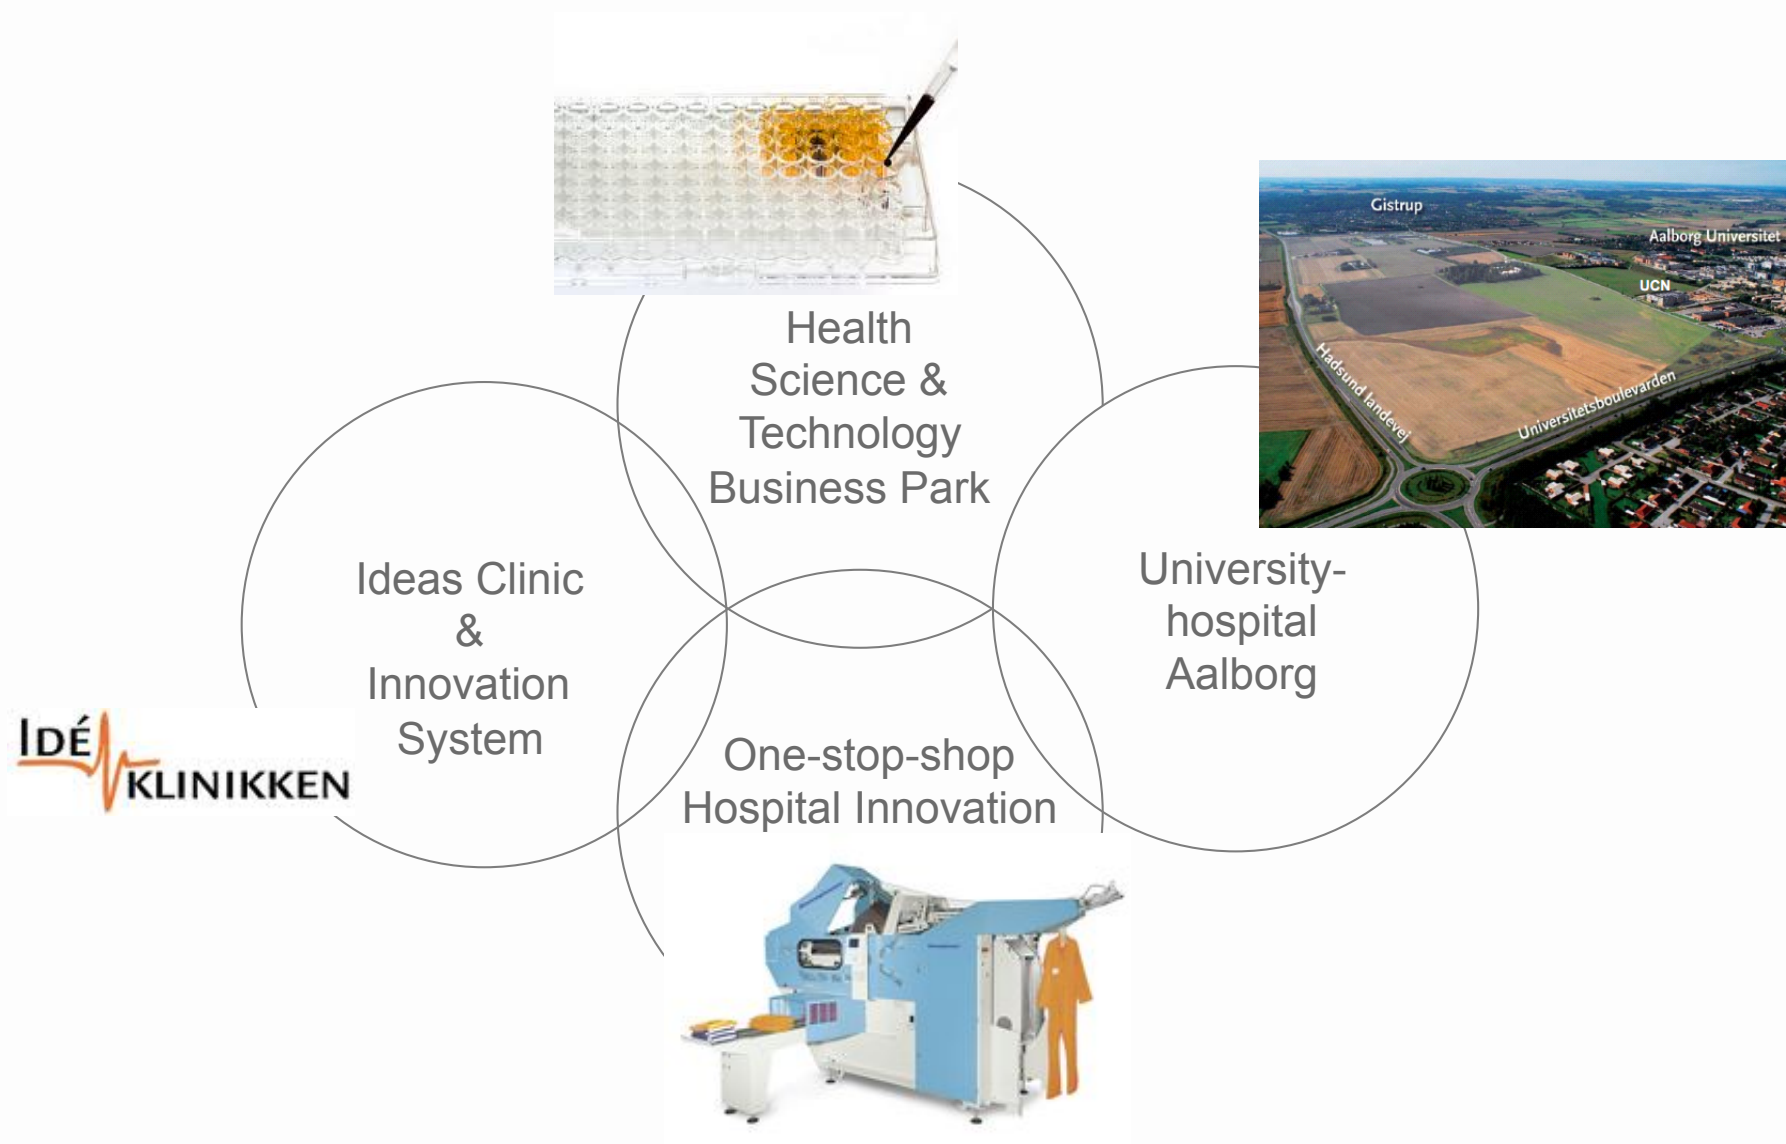 Gistrup
Aalborg Universitet
UCN
Hadsund landevej
Universitetsboulevarden
Health
Science &
Technology
Business Park
Ideas Clinic
&
Innovation
System
University-
hospital
Aalborg
IDÉ
KLINIKKEN
One-stop-shop
Hospital Innovation